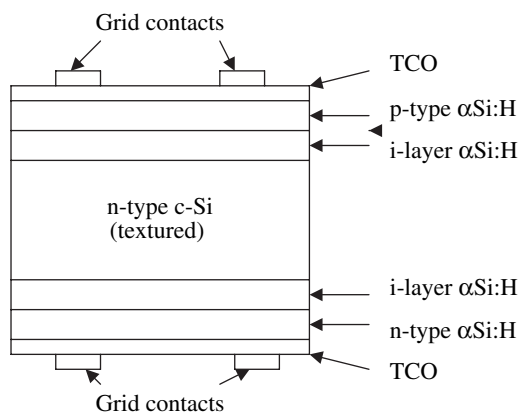 Grid contacts
TCO
p-type αSi:H
i-layer αSi:H
n-type c-Si
(textured)
i-layer αSi:H
n-type αSi:H
TCO
Grid contacts